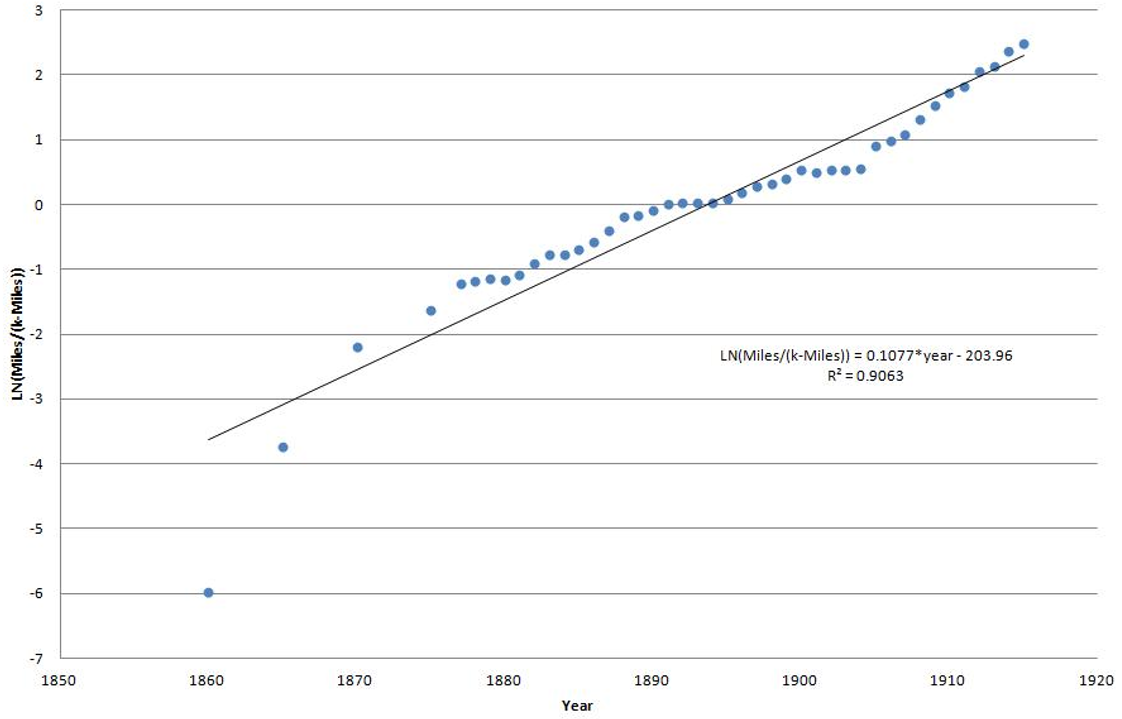 3
2
1
0
-1
-2
-3
-4
-5
-6
-7
LN(Miles/(k-Miles))
LN(Miles/(k-Miles)) = 0.1077*year - 203.96
R² = 0.9063
1850 1860 1870 1880 1890 1900 1910 1920
Year